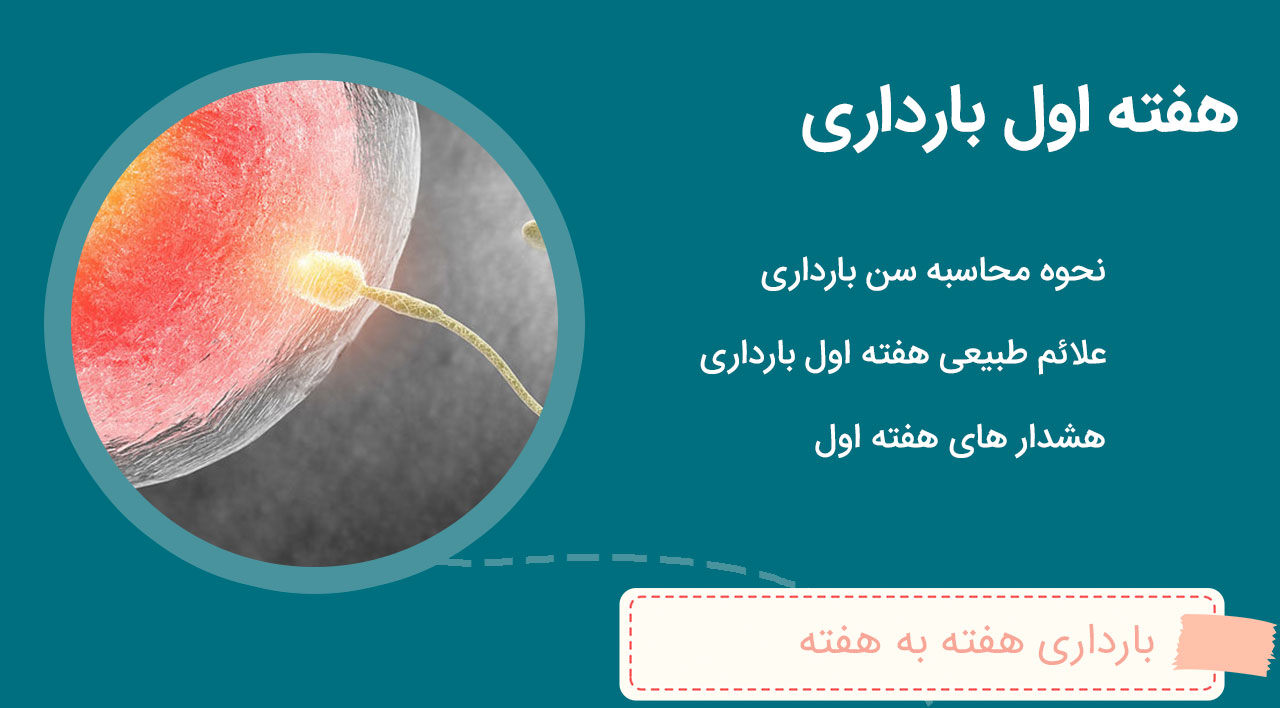 هفته اول بارداری
نحوه محاسبه سن بارداری
علائم طبیعی هفته اول بارداری
هشدار های هفته اول
بارداری هفته به هفته